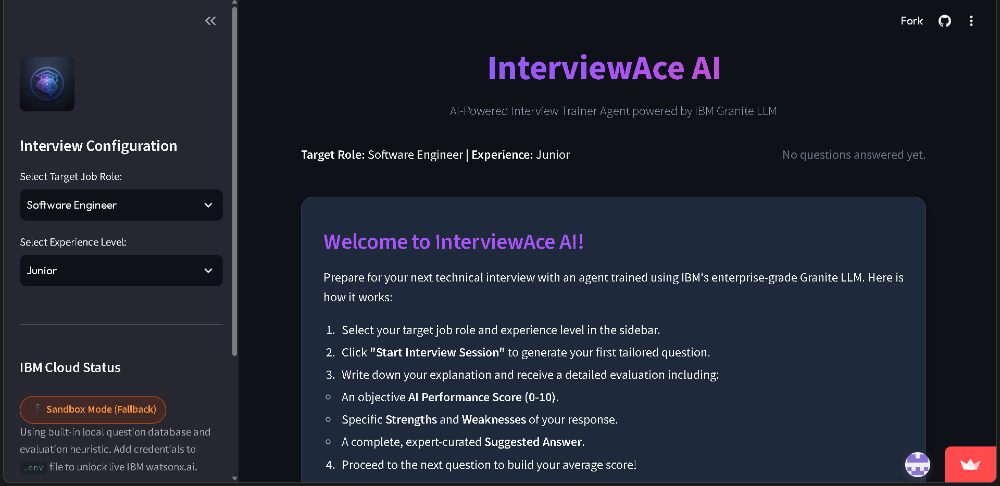 Interview Configuration
Select Target Job Role:
Software Engineer
Select Experience Level:
Junior
IBM Cloud Status
Sandbox Mode (Fallback)
Using built-in local question database and
evaluation heuristic. Add credentials to
.env file to unlock live IBM watsonx.ai.
Fork
InterviewAce AI
AI-Powered Interview Trainer Agent powered by IBM Granite LLM
Target Role: Software Engineer | Experience: Junior
No questions answered yet.
Welcome to InterviewAce AI!
Prepare for your next technical interview with an agent trained using IBM's enterprise-grade Granite LLM. Here is
how it works:
1. Select your target job role and experience level in the sidebar.
2. Click "Start Interview Session" to generate your first tailored question.
3. Write down your explanation and receive a detailed evaluation including:
○ An objective AI Performance Score (0-10).
○ Specific Strengths and Weaknesses of your response.
○ A complete, expert-curated Suggested Answer.
4. Proceed to the next question to build your average score!